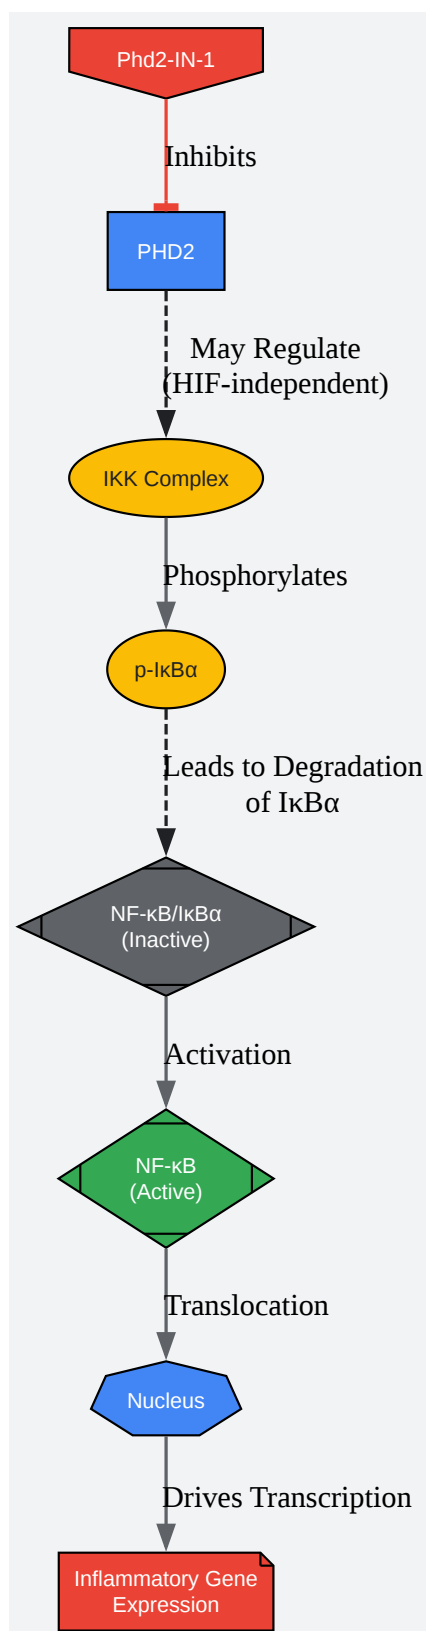 Phd2-IN-1
Inhibits
PHD2
May Regulate
(HIF-independent)
IKK Complex
Phosphorylates
p-IκBα
Leads to Degradation
of IκBα
NF-κB/IκBα
(Inactive)
Activation
NF-κB
(Active)
Translocation
Nucleus
Drives Transcription
Inflammatory Gene
Expression